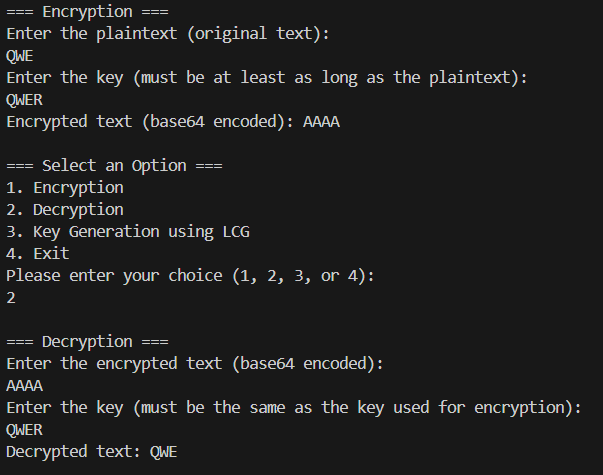 === Encryption ===
Enter the plaintext (original text):
QWE
Enter the key (must be at least as long as the plaintext):
QWER
Encrypted text (base64 encoded): AAAA
=== Select an Option ===
1. Encryption
2. Decryption
3. Key Generation using LCG
4. Exit
Please enter your choice (1, 2, 3, or 4):
2
=== Decryption ===
Enter the encrypted text (base64 encoded):
AAAA
Enter the key (must be the same as the key used for encryption):
QWER
Decrypted text: QWE